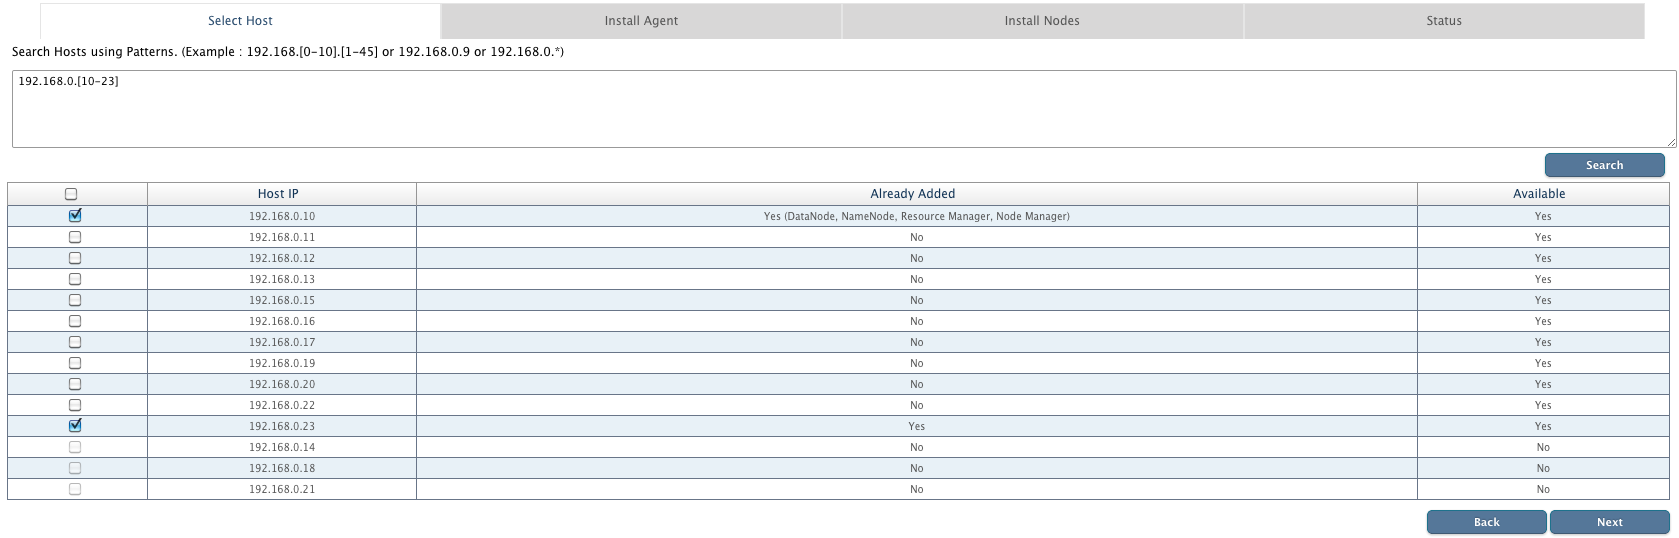 Select Host Install Agent Install Nodes Status
Search Hosts using Patterns. (Example : 192.168.[0-10].[1-45] or 192.168.0.9 or 192.168.0.*)
192.168.0.[10-23]
Search
Host IP Already Added Available
192.168.0.10 Yes (DataNode, NameNode, Resource Manager, Node Manager) Yes
192.168.0.11 No Yes
192.168.0.12 No Yes
192.168.0.13 No Yes
192.168.0.15 No Yes
192.168.0.16 No Yes
192.168.0.17 No Yes
192.168.0.19 No Yes
192.168.0.20 No Yes
192.168.0.22 No Yes
192.168.0.23 Yes Yes
192.168.0.14 No No
192.168.0.18 No No
192.168.0.21 No No
Back Next